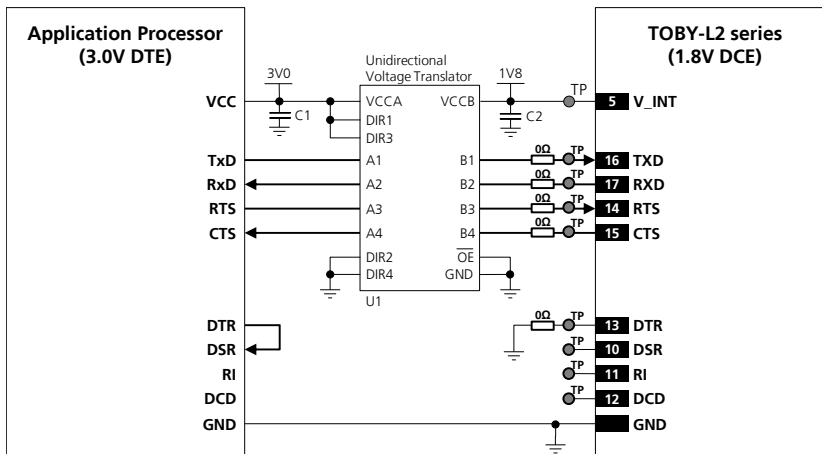 Application Processor
(3.0V DTE)
TOBY-L2 series
(1.8V DCE)
Unidirectional
Voltage Translator
3V0
1V8
TP
VCC
C1
VCCA
VCCB
C2
5
V_INT
DIR1
DIR3
0Ω
TP
TxD
A1
B1
16
TXD
0Ω
TP
RxD
A2
B2
17
RXD
0Ω
TP
RTS
A3
B3
14
RTS
0Ω
TP
CTS
A4
B4
15
CTS
DIR2
OE
DIR4
GND
U1
0Ω
TP
DTR
13
DTR
TP
DSR
10
DSR
TP
RI
11
RI
TP
DCD
12
DCD
GND
GND